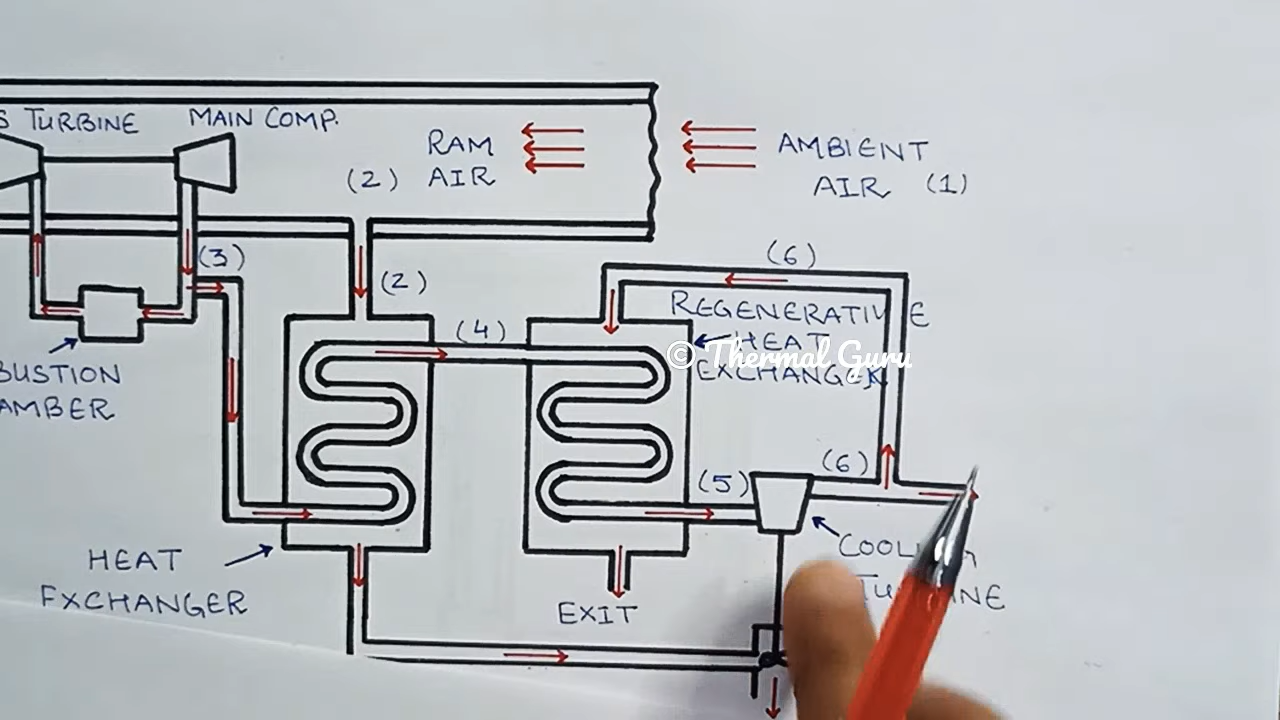 S TURBINE
MAIN COMP.
RAM
(2) AIR
AMBIENT
AIR (1)
(3)
(2)
(6)
REGENERATIVE
HEAT
EXCHANGER
© Thermal Guru
(4)
BUSTION
AMBER
(5)
(6)
HEAT
EXCHANGER
EXIT